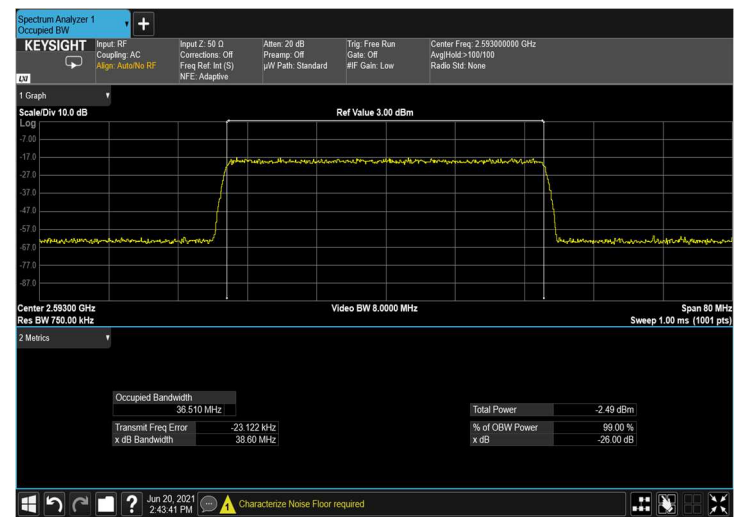 Spectrum Analyzer 1
Occupied BW
+
KEYSIGHT
LXI
Input: RF
Coupling: AC
Align: Auto/No RF
Input Z: 50 Ω
Corrections: Off
Freq Ref: Int (S)
NFE: Adaptive
Atten: 20 dB
Preamp: Off
µW Path: Standard
Trig: Free Run
Gate: Off
#IF Gain: Low
Center Freq: 2.593000000 GHz
Avg|Hold:>100/100
Radio Std: None
1 Graph
Scale/Div 10.0 dB
Ref Value 3.00 dBm
Log
-7.00
-17.0
-27.0
-37.0
-47.0
-57.0
-67.0
-77.0
-87.0
Center 2.59300 GHz
Video BW 8.0000 MHz
Span 80 MHz
Res BW 750.00 kHz
Sweep 1.00 ms (1001 pts)
2 Metrics
Occupied Bandwidth
36.510 MHz
Total Power -2.49 dBm
Transmit Freq Error -23.122 kHz
% of OBW Power 99.00 %
x dB Bandwidth 38.60 MHz
x dB -26.00 dB
?
Jun 20, 2021
2:43:41 PM
1
Characterize Noise Floor required